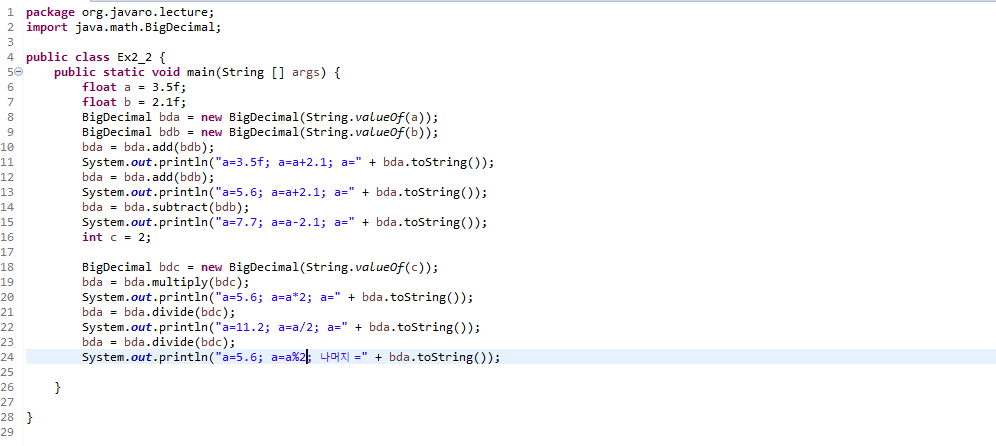 1 package org.javaro.lecture;
2 import java.math.BigDecimal;
3
4 public class Ex2_2 {
5 public static void main(String [] args) {
6 float a = 3.5f;
7 float b = 2.1f;
8 BigDecimal bda = new BigDecimal(String.valueOf(a));
9 BigDecimal bdb = new BigDecimal(String.valueOf(b));
10 bda = bda.add(bdb);
11 System.out.println("a=3.5f; a=a+2.1; a=" + bda.toString());
12 bda = bda.add(bdb);
13 System.out.println("a=5.6; a=a+2.1; a=" + bda.toString());
14 bda = bda.subtract(bdb);
15 System.out.println("a=7.7; a=a-2.1; a=" + bda.toString());
16 int c = 2;
17
18 BigDecimal bdc = new BigDecimal(String.valueOf(c));
19 bda = bda.multiply(bdc);
20 System.out.println("a=5.6; a=a*2; a=" + bda.toString());
21 bda = bda.divide(bdc);
22 System.out.println("a=11.2; a=a/2; a=" + bda.toString());
23 bda = bda.divide(bdc);
24 System.out.println("a=5.6; a=a%2; 나머지 =" + bda.toString());
25
26 }
27
28 }
29